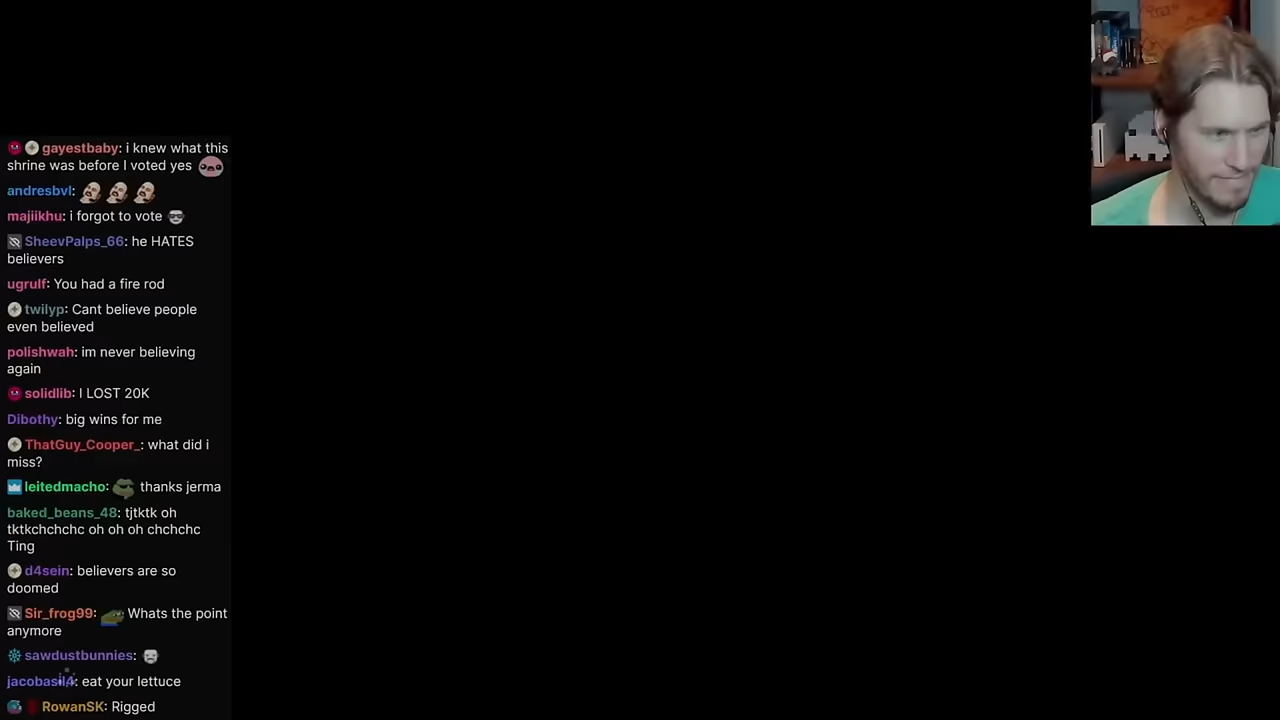 gayestbaby: i knew what this
shrine was before I voted yes
andresbvl:
majiikhu: i forgot to vote
SheevPalps_66: he HATES
believers
ugrulf: You had a fire rod
twilyp: Cant believe people
even believed
polishwah: im never believing
again
solidlib: I LOST 20K
Dibothy: big wins for me
ThatGuy_Cooper_: what did i
miss?
leitedmacho: thanks jerma
baked_beans_48: tjtktk oh
tktkchchchc oh oh oh chchchc
Ting
d4sein: believers are so
doomed
Sir_frog99: Whats the point
anymore
sawdustbunnies:
jacobasil4: eat your lettuce
RowanSK: Rigged